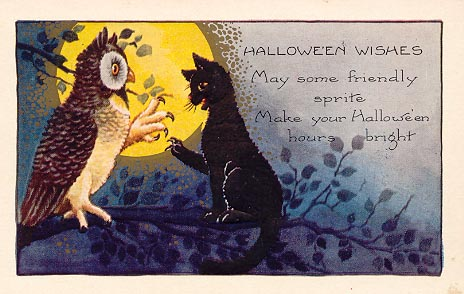 HALLOWE'EN WISHES
May some friendly
sprite
Make your Hallowe'en
hours bright